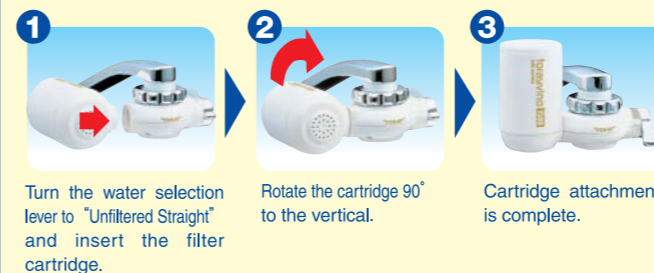 1
Turn the water selection
lever to “Unfiltered Straight”
and insert the filter
cartridge.
2
Rotate the cartridge 90°
to the vertical.
3
torayvino
Cartridge attachmen
is complete.